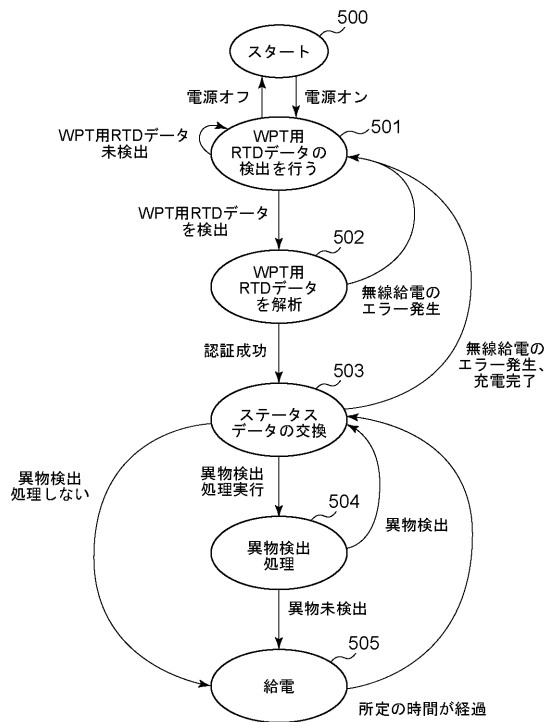 500
スタート
電源オフ
電源オン
501
WPT用RTDデータ
未検出
WPT用
RTDデータの
検出を行う
WPT用RTDデータ
を検出
502
WPT用
RTDデータ
を解析
無線給電の
エラー発生
認証成功
無線給電の
エラー発生、
充電完了
503
ステータス
データの交換
異物検出
処理しない
異物検出
処理実行
504
異物検出
異物検出
処理
異物未検出
505
給電
所定の時間が経過